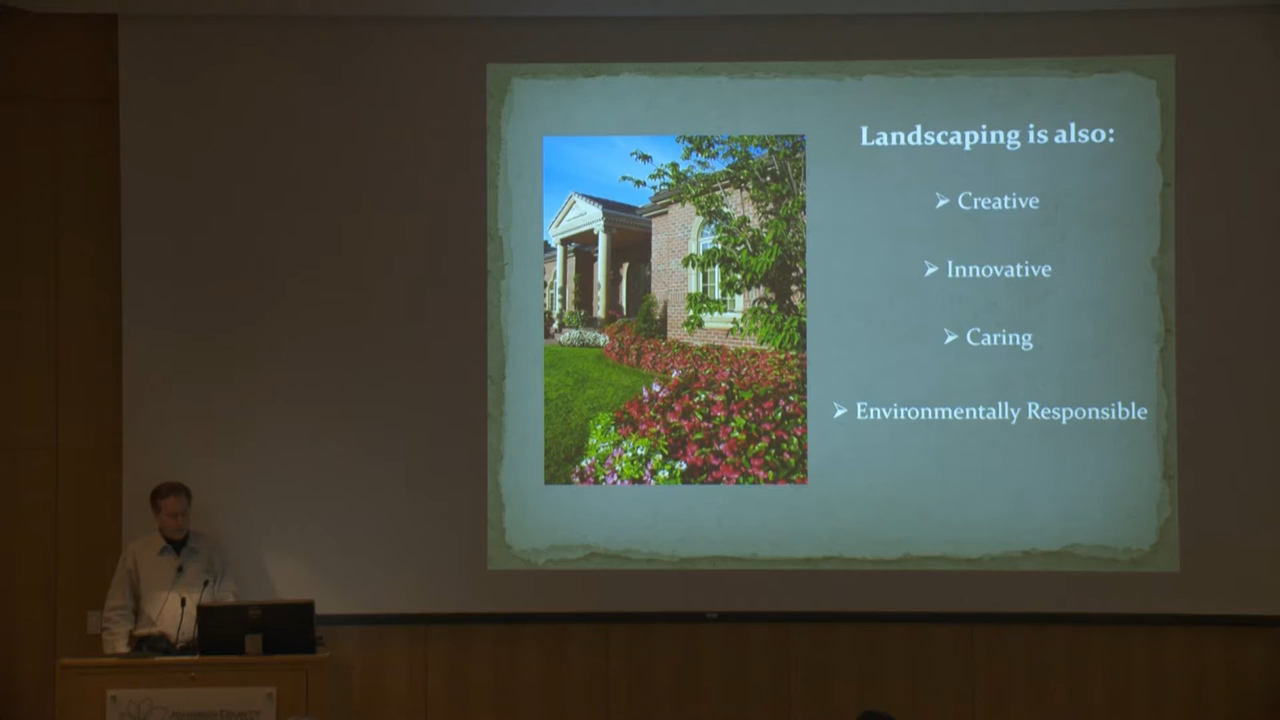 Landscaping is also:
Creative
Innovative
Caring
Environmentally Responsible